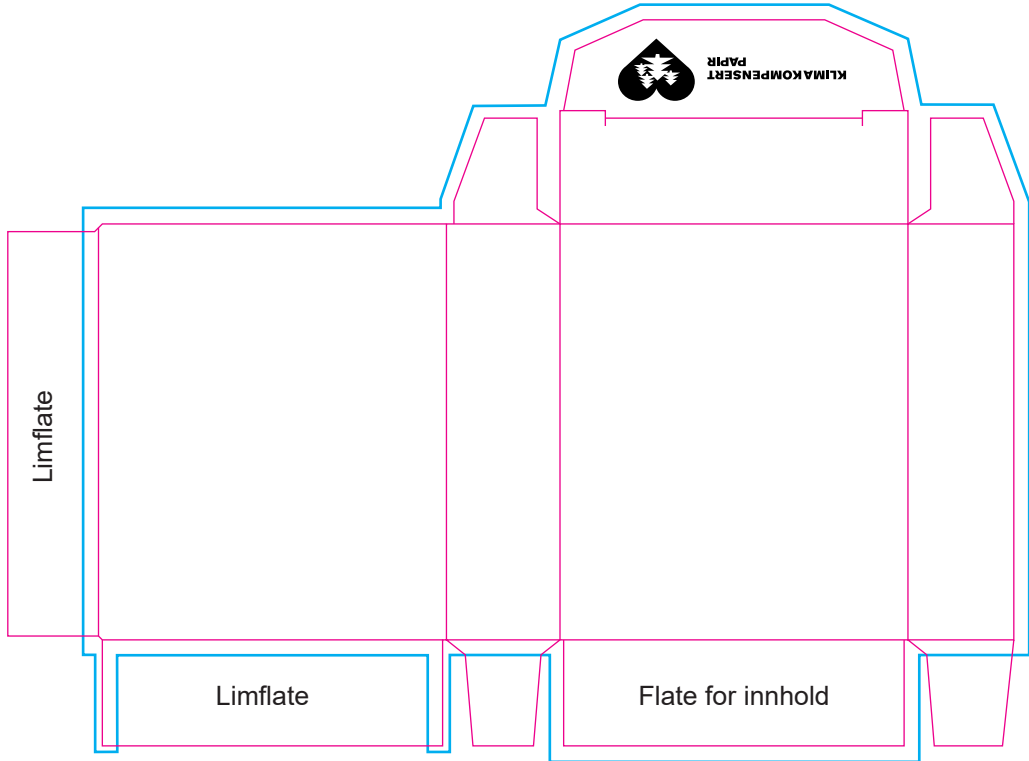 KLIMAKOMPENSERT
PAPIR
Limflate
Limflate
Flate for innhold